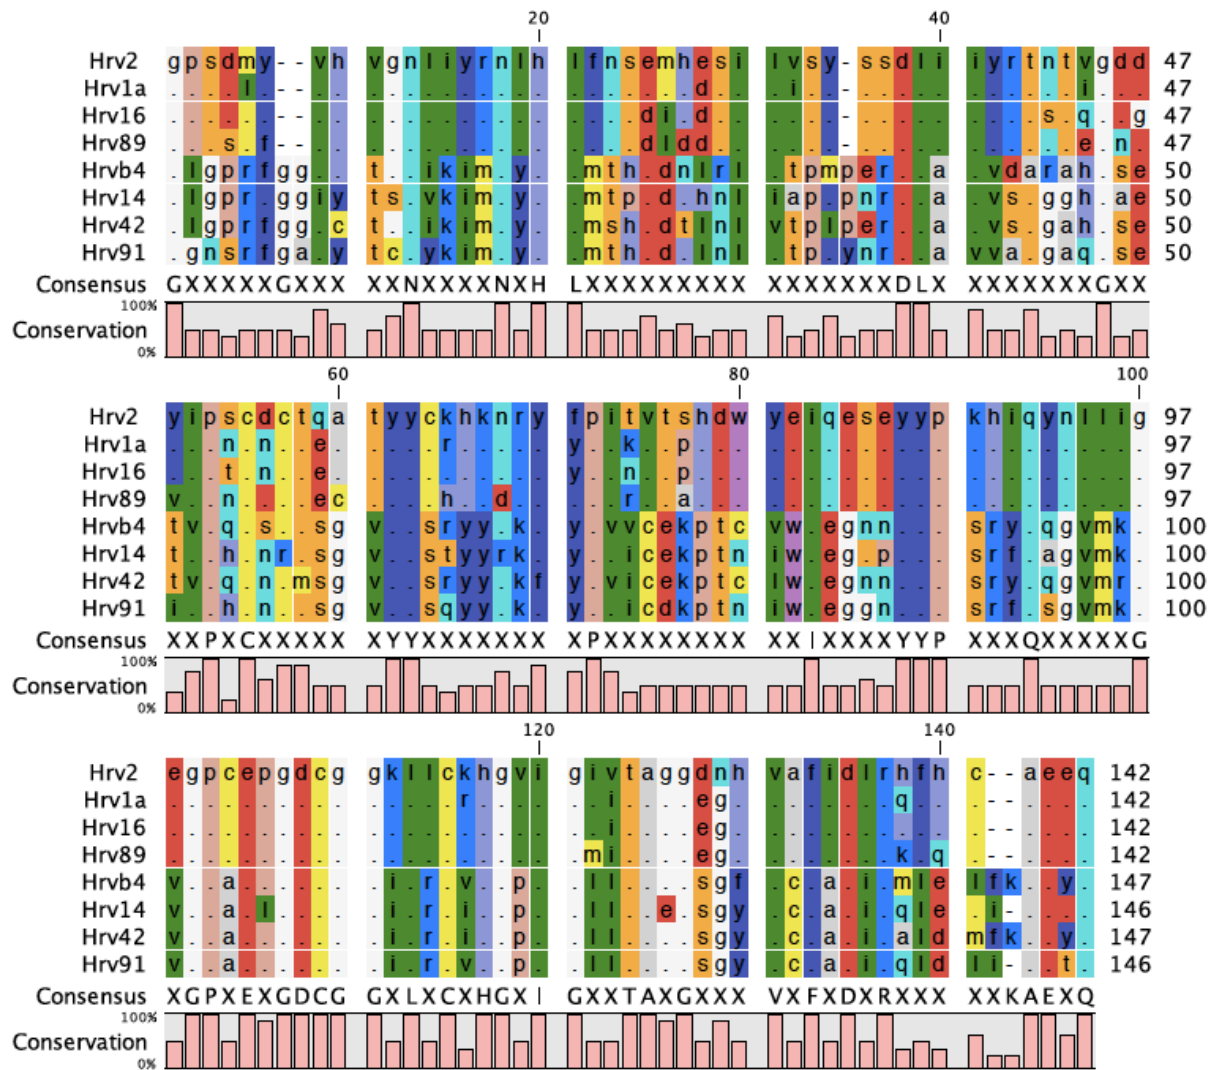 20 40
Hrv2 gpsdmy--vh vgnliyrnlh lfnsemhesi lvsy-ssdli iyrtntvgdd 47
Hrv1a ....l.--.. .......... .......d.. .i..-..... ......i... 47
Hrv16 ......--.. .......... ....di.d.. ....-..... ....s.q..g 47
Hrv89 ...s.f--.. .......... ....dldd.. ....-..... ......e.n. 47
Hrvb4 .lgprfgg.. t..ikim.y. .mth.dnlrl .tpmper..a .vdarah.se 50
Hrv14 .lgpr.ggiy ts.vkim.y. .mtp.d.hnl iap.pnr..a .vs.ggh.ae 50
Hrv42 .lgprfgg.c t..ikim.y. .msh.dtlnl vtplper..a .vs.gah.se 50
Hrv91 .gnsrfga.y tc.ykim.y. .mth.d.lnl .tp.ynr..a vva.gaq.se 50
Consensus GXXXXXGXXX XXNXXXXNXH LXXXXXXXXX XXXXXXXDLX XXXXXXXGXX
100%
Conservation
0%
60 80 100
Hrv2 yipscdctqa tyyckhknry fpitvtshdw yeiqeseyyp khiqynllig 97
Hrv1a ...n.n..e. ....r..... y..k..p... .......... .......... 97
Hrv16 ...t.n..e. .......... y..n..p... .......... .......... 97
Hrv89 v..n....ec ....h..d.. y..r..a... .......... .......... 97
Hrvb4 tv.q.s..sg v..sryy.k. y.vvcekptc vw.egnn... sry.qgvmk. 100
Hrv14 t..h.nr.sg v..styyrk. y..icekptn iw.eg.p... srf.agvmk. 100
Hrv42 tv.q.n.msg v..sryy.kf y.vicekptc lw.egnn... sry.qgvmr. 100
Hrv91 i..h.n..sg v..sqyy.k. y..icdkptn iw.eggn... srf.sgvmk. 100
Consensus XXPXCXXXXX XYYXXXXXXX XPXXXXXXXX XXIXXXXYYP XXXQXXXXXG
100%
Conservation
0%
120 140
Hrv2 egpcepgdcg gkllckhgvi givtaggdnh vafidlrhfh c--aeeq 142
Hrv1a .......... .....r.... ..i....eg. .......q.. .--.... 142
Hrv16 .......... .......... ..i....eg. .......... .--.... 142
Hrv89 .......... .......... .mi....eg. .......k.q .--.... 142
Hrvb4 v..a...... .i.r.v..p. .ll....sgf .c.a.i.mle lfk..y. 147
Hrv14 v..a.l.... .i.r.i..p. .ll..e.sgy .c.a.i.qle .i-.... 146
Hrv42 v..a...... .i.r.i..p. .ll....sgy .c.a.i.ald mfk..y. 147
Hrv91 v..a...... .i.r.v..p. .ll....sgy .c.a.i.qld li-..t. 146
Consensus XGPXEXGDCG GXLXCXHGXI GXXTAXGXXX VXFXDXRXXX XXKAEXQ
100%
Conservation
0%